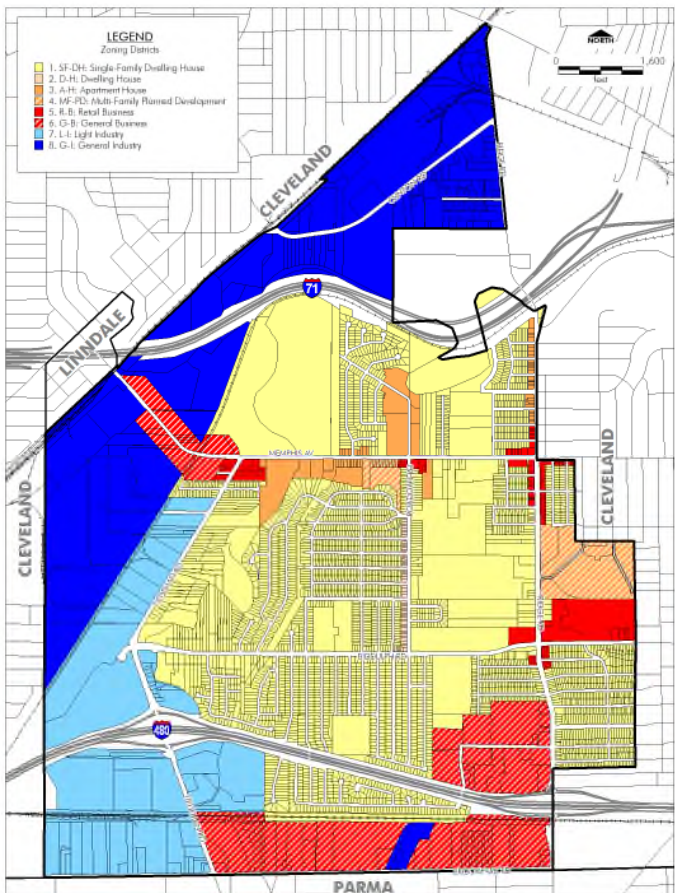 LEGEND
Zoning Districts
1. SF-DH: Single-Family Dwelling House
2. D-H: Dwelling House
3. A-H: Apartment House
4. MF-PD: Multi-Family Planned Development
5. R-B: Retail Business
6. G-B: General Business
7. L-I: Light Industry
8. G-I: General Industry
NORTH
0 1,600
feet
CLEVELAND
71
LINNDALE
MEMPHIS AV
CLEVELAND
CLEVELAND
480
PARMA